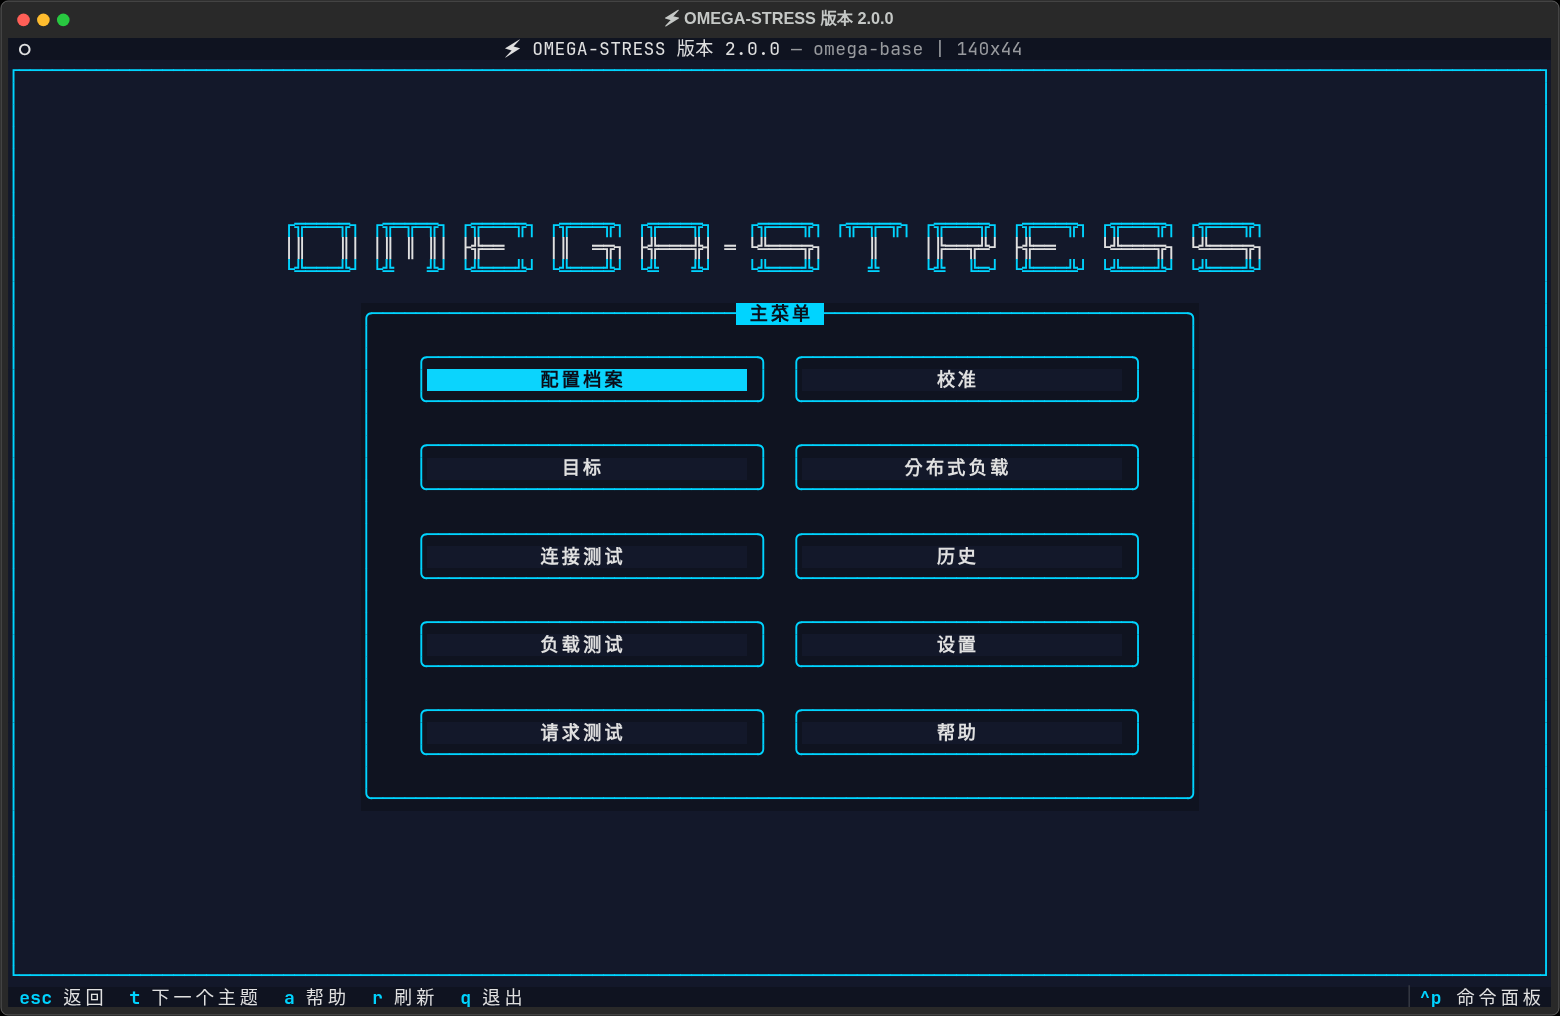 ⚡ OMEGA-STRESS 版本 2.0.0
⚡ OMEGA-STRESS 版本 2.0.0 — omega-base | 140x44
OMEGA-STRESS
主菜单
配置档案 校准
目标 分布式负载
连接测试 历史
负载测试 设置
请求测试 帮助
esc 返回 t 下一个主题 a 帮助 r 刷新 q 退出 ^p 命令面板